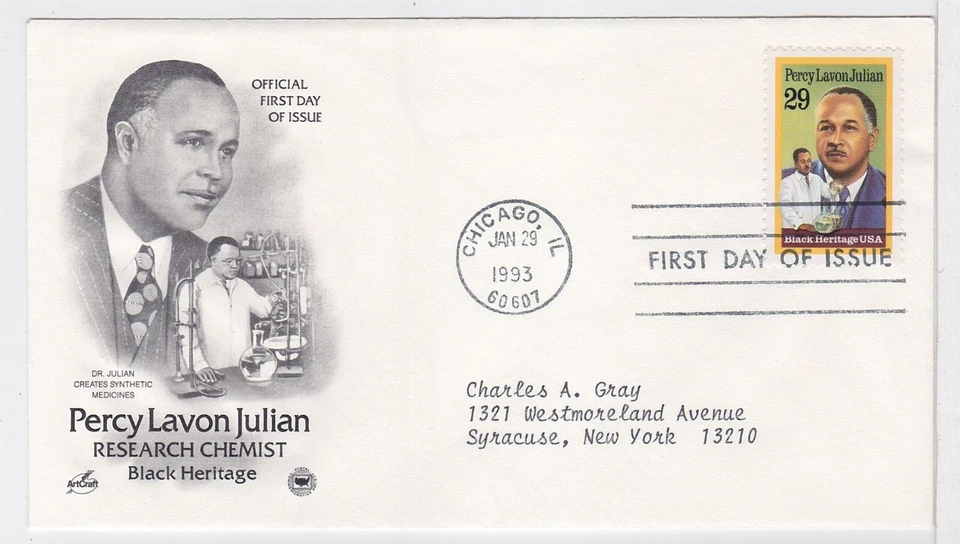 OFFICIAL
FIRST DAY
OF ISSUE
Percy Lavon Julian
29
Black Heritage USA
CHICAGO, IL
JAN 29
1993
60607
FIRST DAY OF ISSUE
DR. JULIAN
CREATES SYNTHETIC
MEDICINES
Percy Lavon Julian
RESEARCH CHEMIST
Black Heritage
ArtCraft
Charles A. Gray
1321 Westmoreland Avenue
Syracuse, New York 13210